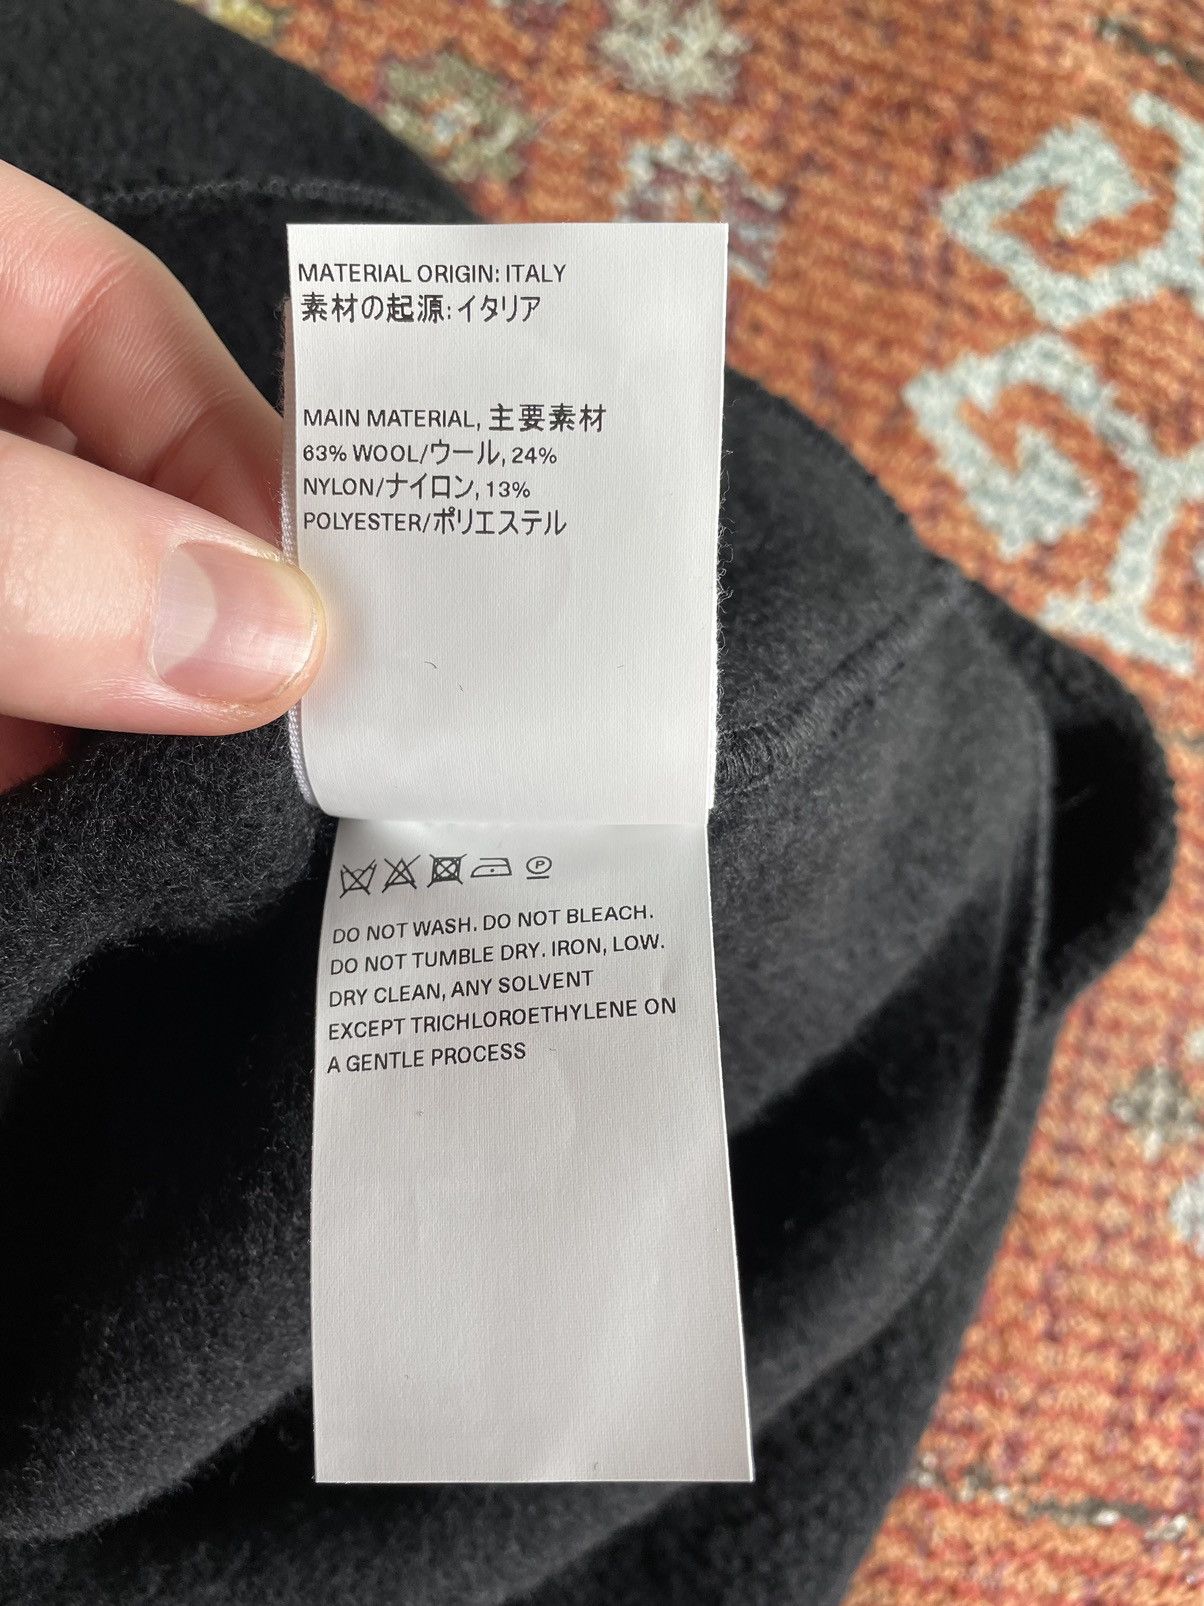 MATERIAL ORIGIN: ITALY
素材の起源: イタリア
MAIN MATERIAL, 主要素材
63% WOOL/ウール, 24%
NYLON/ナイロン, 13%
POLYESTER/ポリエステル
P
DO NOT WASH. DO NOT BLEACH.
DO NOT TUMBLE DRY. IRON, LOW.
DRY CLEAN, ANY SOLVENT
EXCEPT TRICHLOROETHYLENE ON
A GENTLE PROCESS